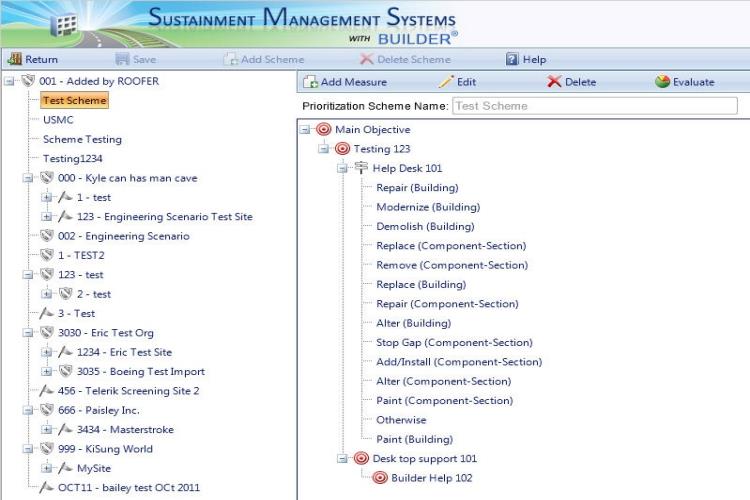 SUSTAINMENT MANAGEMENT SYSTEMS
WITH BUILDER®
Return Save Add Scheme Delete Scheme Help
001 - Added by ROOFER
Test Scheme
USMC
Scheme Testing
Testing1234
000 - Kyle can has man cave
1 - test
123 - Engineering Scenario Test Site
002 - Engineering Scenario
1 - TEST2
123 - test
2 - test
3 - Test
3030 - Eric Test Org
1234 - Eric Test Site
3035 - Boeing Test Import
456 - Telerik Screening Site 2
666 - Paisley Inc.
3434 - Masterstroke
999 - KiSung World
MySite
OCT11 - bailey test OCt 2011
Add Measure Edit Delete Evaluate
Prioritization Scheme Name: Test Scheme
Main Objective
Testing 123
Help Desk 101
Repair (Building)
Modernize (Building)
Demolish (Building)
Replace (Component-Section)
Remove (Component-Section)
Replace (Building)
Repair (Component-Section)
Alter (Building)
Stop Gap (Component-Section)
Add/Install (Component-Section)
Alter (Component-Section)
Paint (Component-Section)
Otherwise
Paint (Building)
Desk top support 101
Builder Help 102